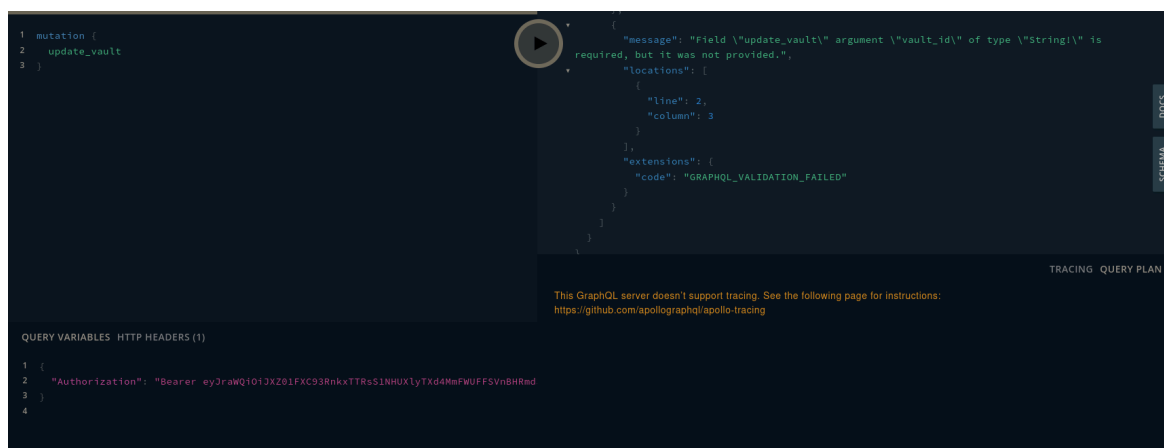 1 mutation {
2 update_vault
3 }
}
{
"message": "Field \"update_vault\" argument \"vault_id\" of type \"String!\" is
required, but it was not provided.",
"locations": [
{
"line": 2,
"column": 3
}
],
"extensions": {
"code": "GRAPHQL_VALIDATION_FAILED"
}
}
]
}
}
DOCS
SCHEMA
TRACING QUERY PLAN
This GraphQL server doesn't support tracing. See the following page for instructions:
https://github.com/apollographql/apollo-tracing
QUERY VARIABLES HTTP HEADERS (1)
1 {
2 "Authorization": "Bearer
3 }
4